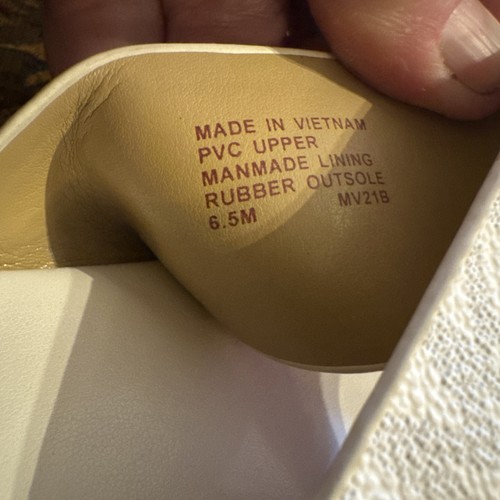 MADE IN VIETNAM
PVC UPPER
MANMADE LINING
RUBBER OUTSOLE
MV21B
6.5M